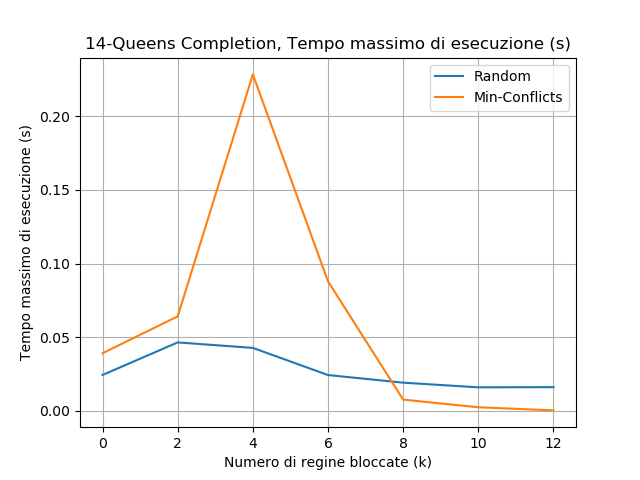 14-Queens Completion, Tempo massimo di esecuzione (s)
Random
Min-Conflicts
Tempo massimo di esecuzione (s)
0.20
0.15
0.10
0.05
0.00
0 2 4 6 8 10 12
Numero di regine bloccate (k)